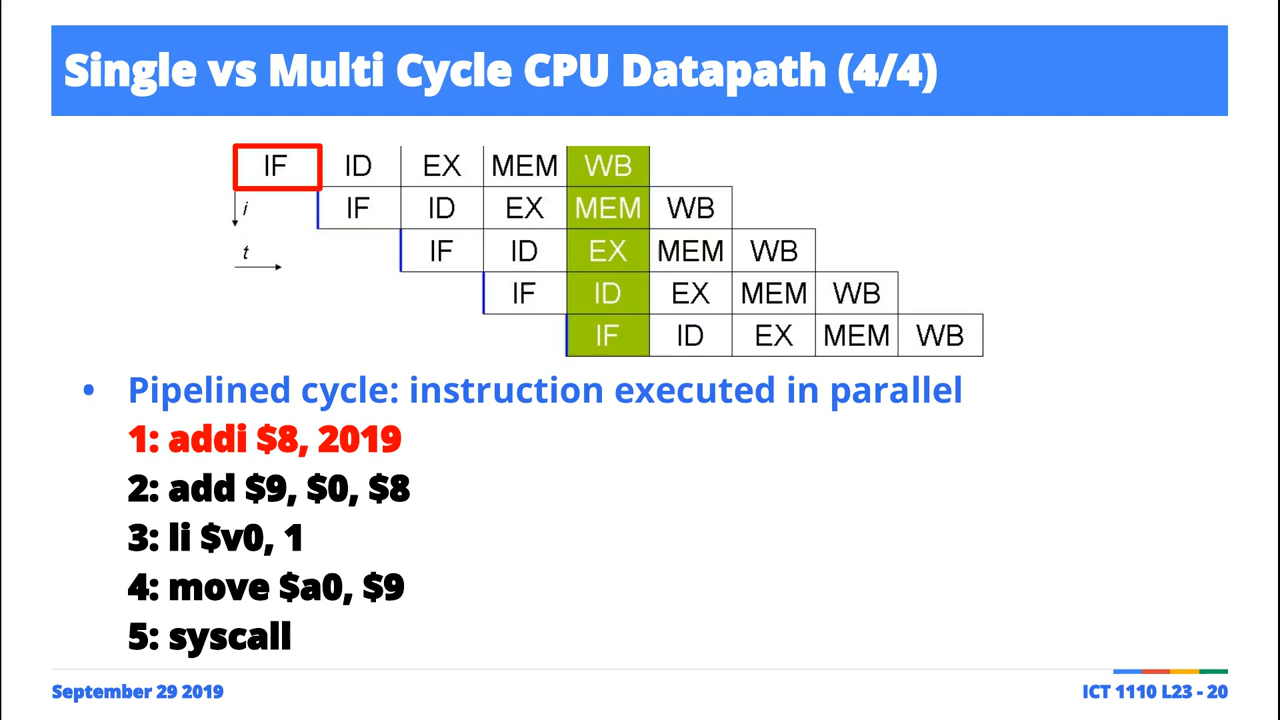 Single vs Multi Cycle CPU Datapath (4/4)
IF ID EX MEM WB
i IF ID EX MEM WB
t IF ID EX MEM WB
IF ID EX MEM WB
IF ID EX MEM WB
• Pipelined cycle: instruction executed in parallel
1: addi $8, 2019
2: add $9, $0, $8
3: li $v0, 1
4: move $a0, $9
5: syscall
September 29 2019
ICT 1110 L23 - 20